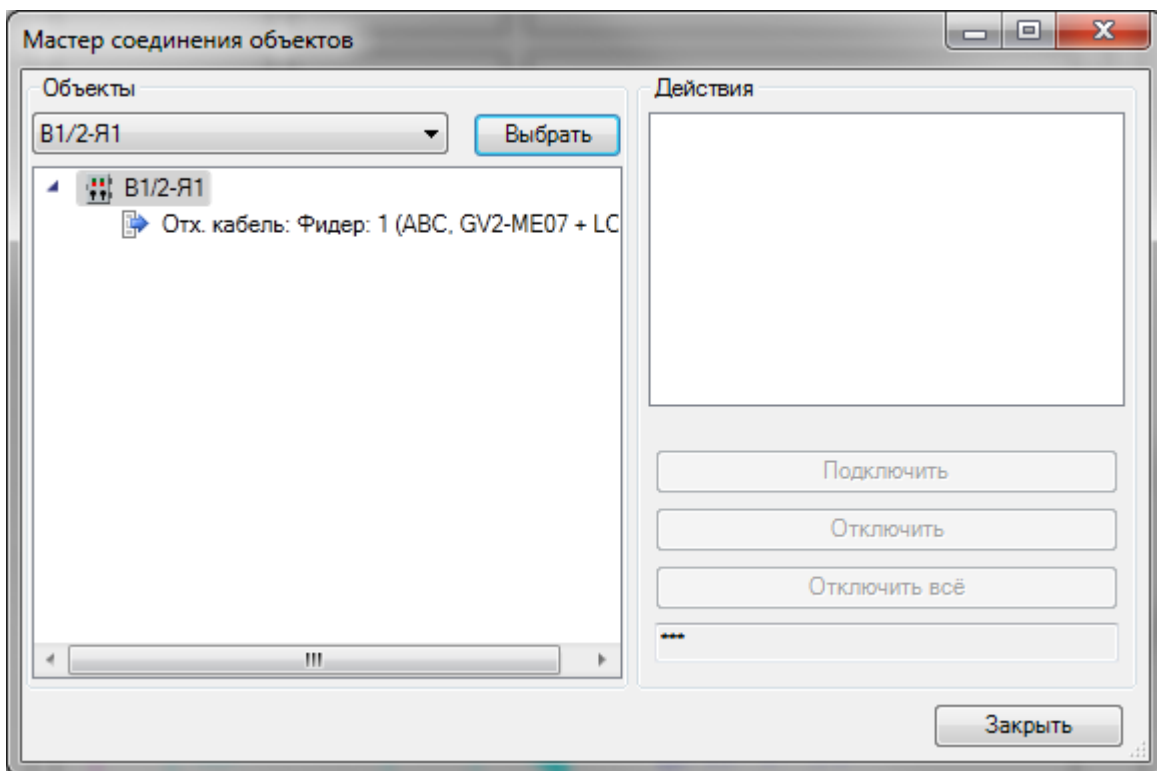 Мастер соединения объектов
Объекты
В1/2-Я1
Выбрать
В1/2-Я1
Отх. кабель: Фидер: 1 (ABC, GV2-ME07 + LC
Действия
Подключить
Отключить
Отключить всё
***
Закрыть